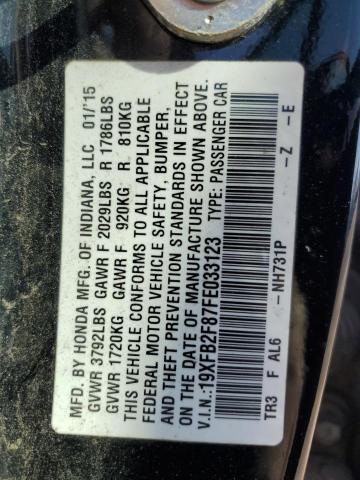 MFD. BY HONDA MFG. OF INDIANA, LLC 01/'15
GVWR 3792LBS GAWR F 2029LBS R 1786LBS
GVWR 1720KG GAWR F 920KG R 810KG
THIS VEHICLE CONFORMS TO ALL APPLICABLE
FEDERAL MOTOR VEHICLE SAFETY, BUMPER,
AND THEFT PREVENTION STANDARDS IN EFFECT
ON THE DATE OF MANUFACTURE SHOWN ABOVE.
V.I.N.:19XFB2F87FE033123 TYPE: PASSENGER CAR
TR3 F AL6 -NH731P -Z -E